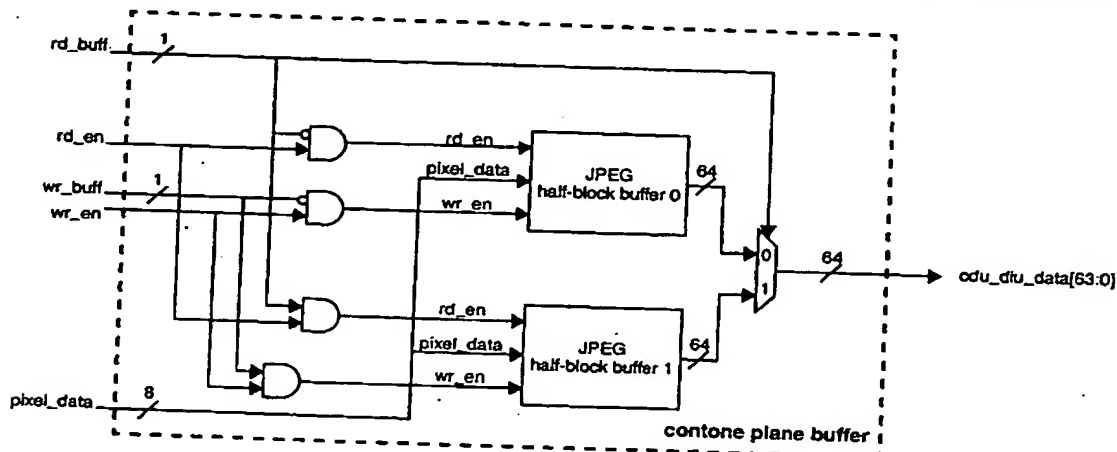 rd_buff
1
rd_en
wr_buff
1
wr_en
pixel_data
8
rd_en
pixel_data
wr_en
JPEG
half-block buffer 0
64
rd_en
pixel_data
wr_en
JPEG
half-block buffer 1
64
0
1
64
cdu_diu_data[63:0]
contone plane buffer